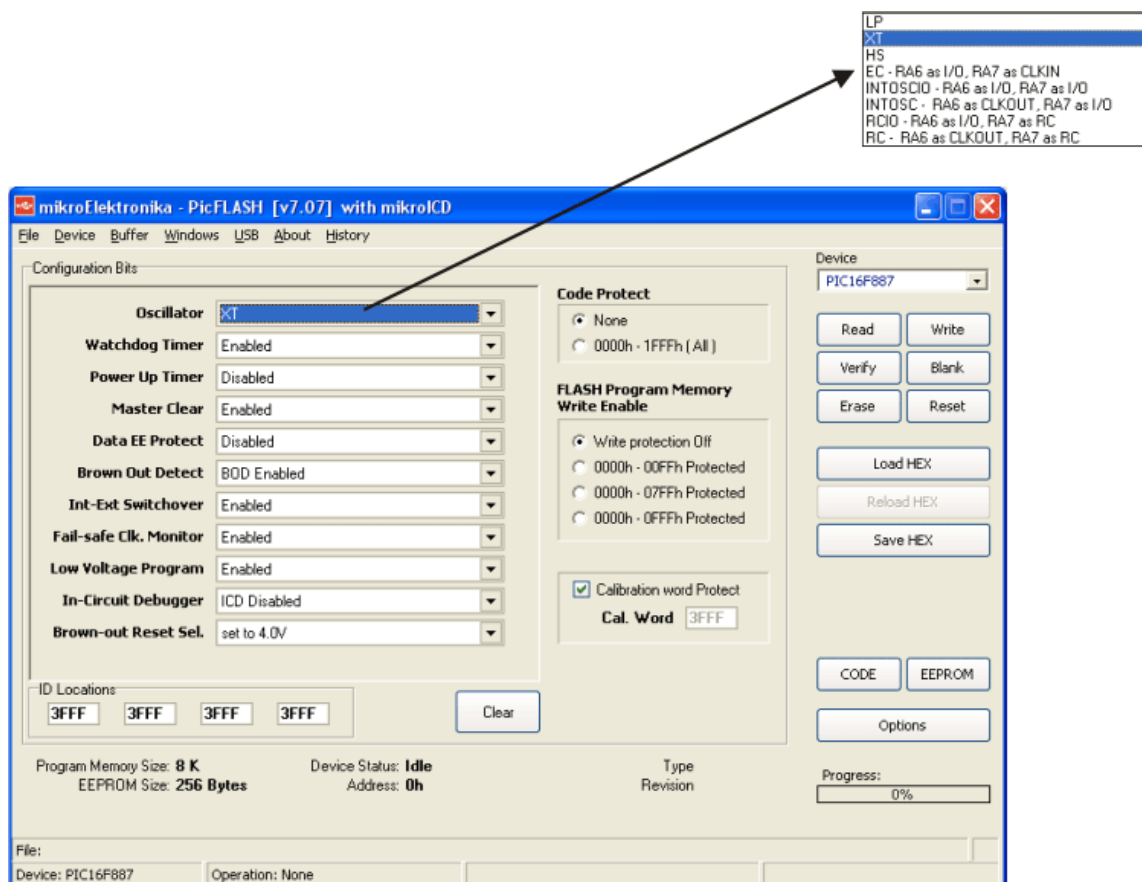 LP
XT
HS
EC - RA6 as I/O, RA7 as CLKIN
INTOSCIO - RA6 as I/O, RA7 as I/O
INTOSC - RA6 as CLKOUT, RA7 as I/O
RCIO - RA6 as I/O, RA7 as RC
RC - RA6 as CLKOUT, RA7 as RC
mikroElektronika - PicFLASH [v7.07] with mikroICD
File Device Buffer Windows USB About History
Configuration Bits
Oscillator XT
Watchdog Timer Enabled
Power Up Timer Disabled
Master Clear Enabled
Data EE Protect Disabled
Brown Out Detect BOD Enabled
Int-Ext Switchover Enabled
Fail-safe Clk. Monitor Enabled
Low Voltage Program Enabled
In-Circuit Debugger ICD Disabled
Brown-out Reset Sel. set to 4.0V
ID Locations
3FFF 3FFF 3FFF 3FFF
Clear
Code Protect
None
0000h - 1FFFh ( All )
FLASH Program Memory
Write Enable
Write protection Off
0000h - 00FFh Protected
0000h - 07FFh Protected
0000h - 0FFFh Protected
Calibration word Protect
Cal. Word 3FFF
Device
PIC16F887
Read Write
Verify Blank
Erase Reset
Load HEX
Reload HEX
Save HEX
CODE EEPROM
Options
Program Memory Size: 8 K Device Status: Idle Type
EEPROM Size: 256 Bytes Address: 0h Revision
Progress:
0%
File:
Device: PIC16F887 Operation: None